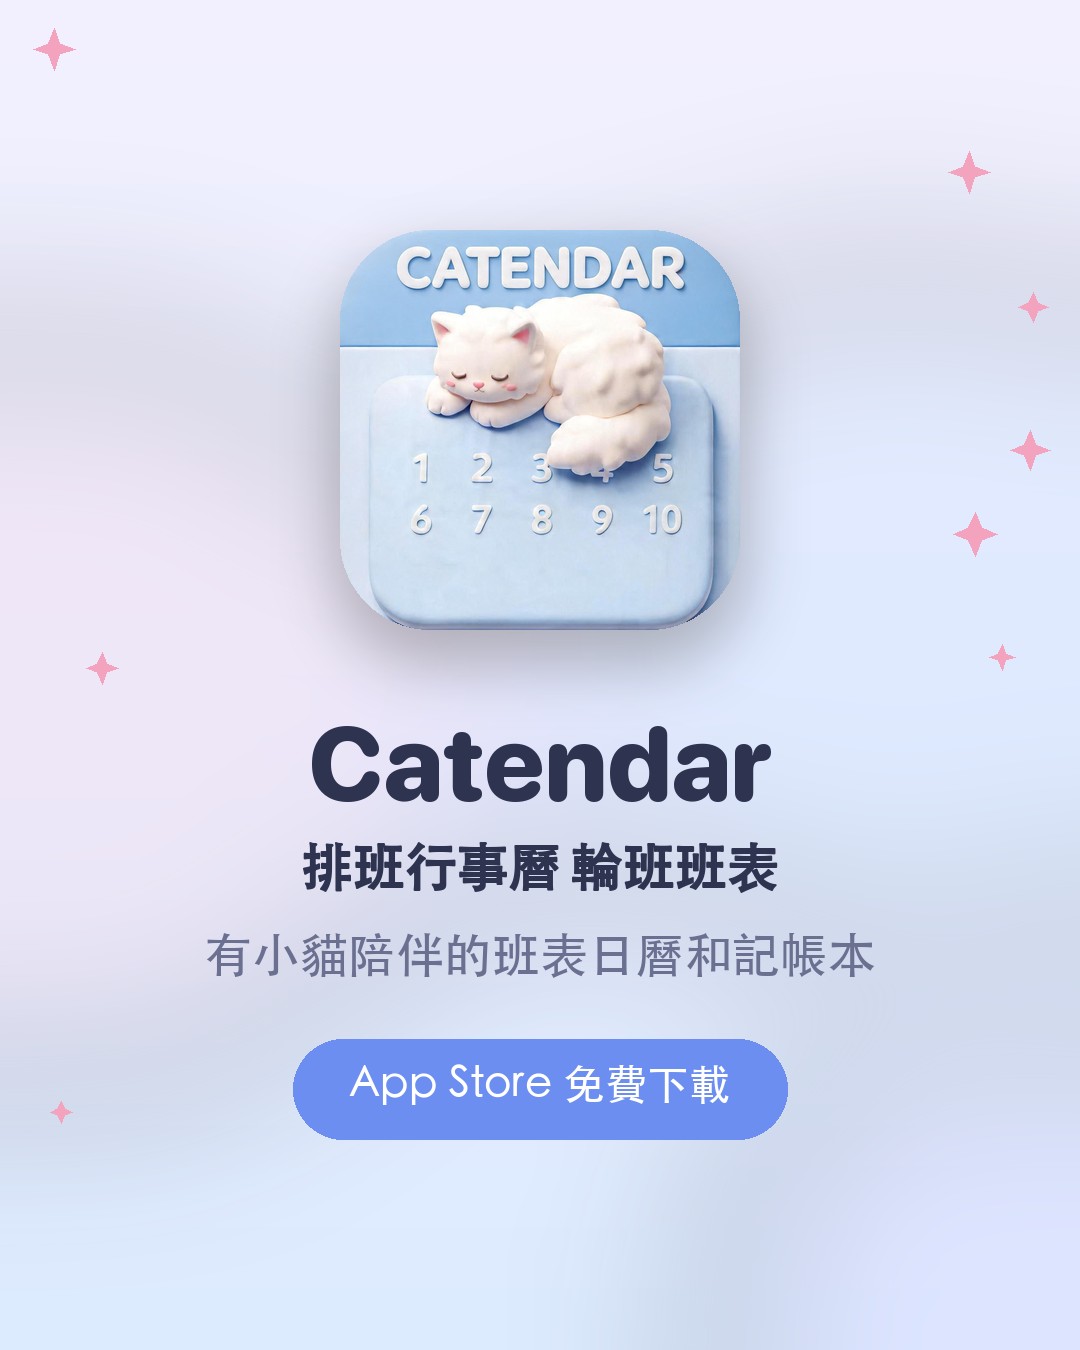 CATENDAR
1 2 3 4 5
6 7 8 9 10
Catendar
排班行事曆 輪班班表
有小貓陪伴的班表日曆和記帳本
App Store 免費下載